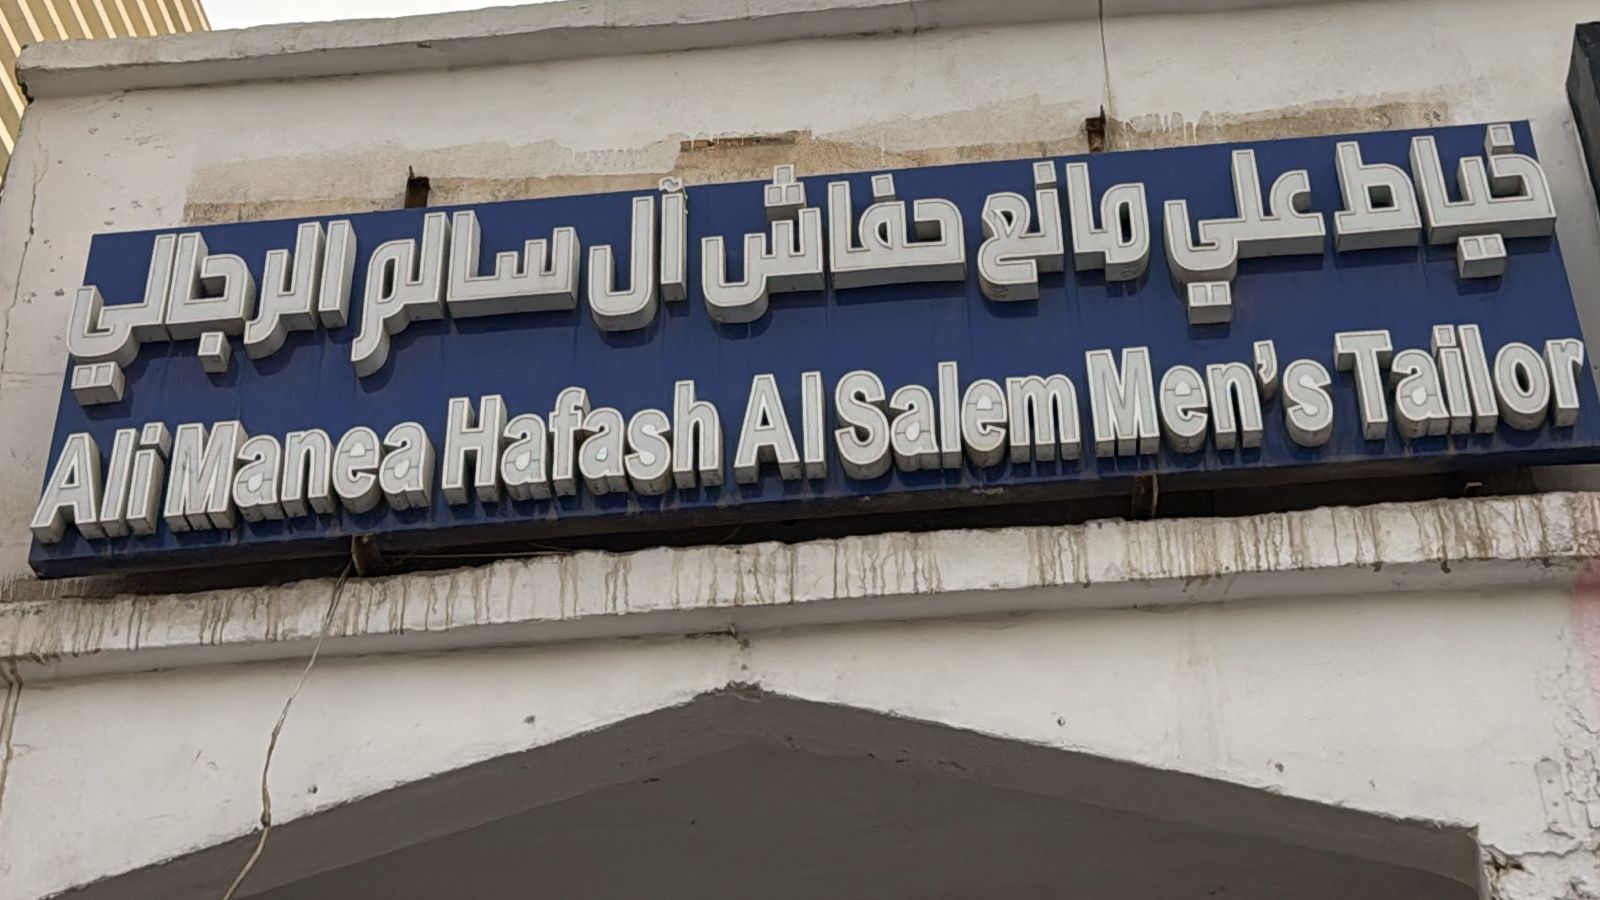 خياط علي مانع حفاش آل سالم الرجالي
Ali Manea Hafash Al Salem Men's Tailor